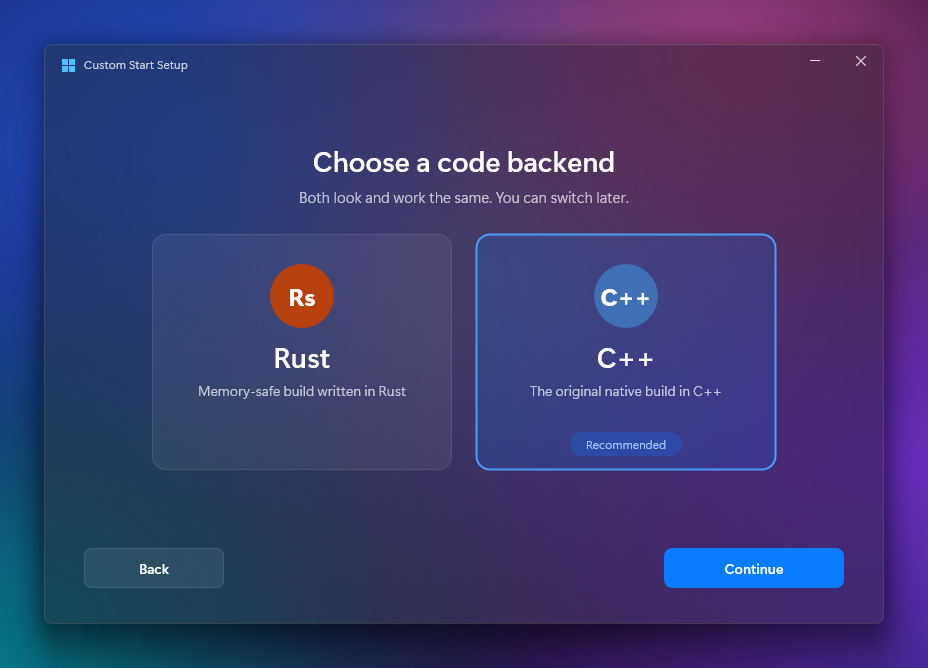 Custom Start Setup
Choose a code backend
Both look and work the same. You can switch later.
Rs
Rust
Memory-safe build written in Rust
C++
C++
The original native build in C++
Recommended
Back
Continue